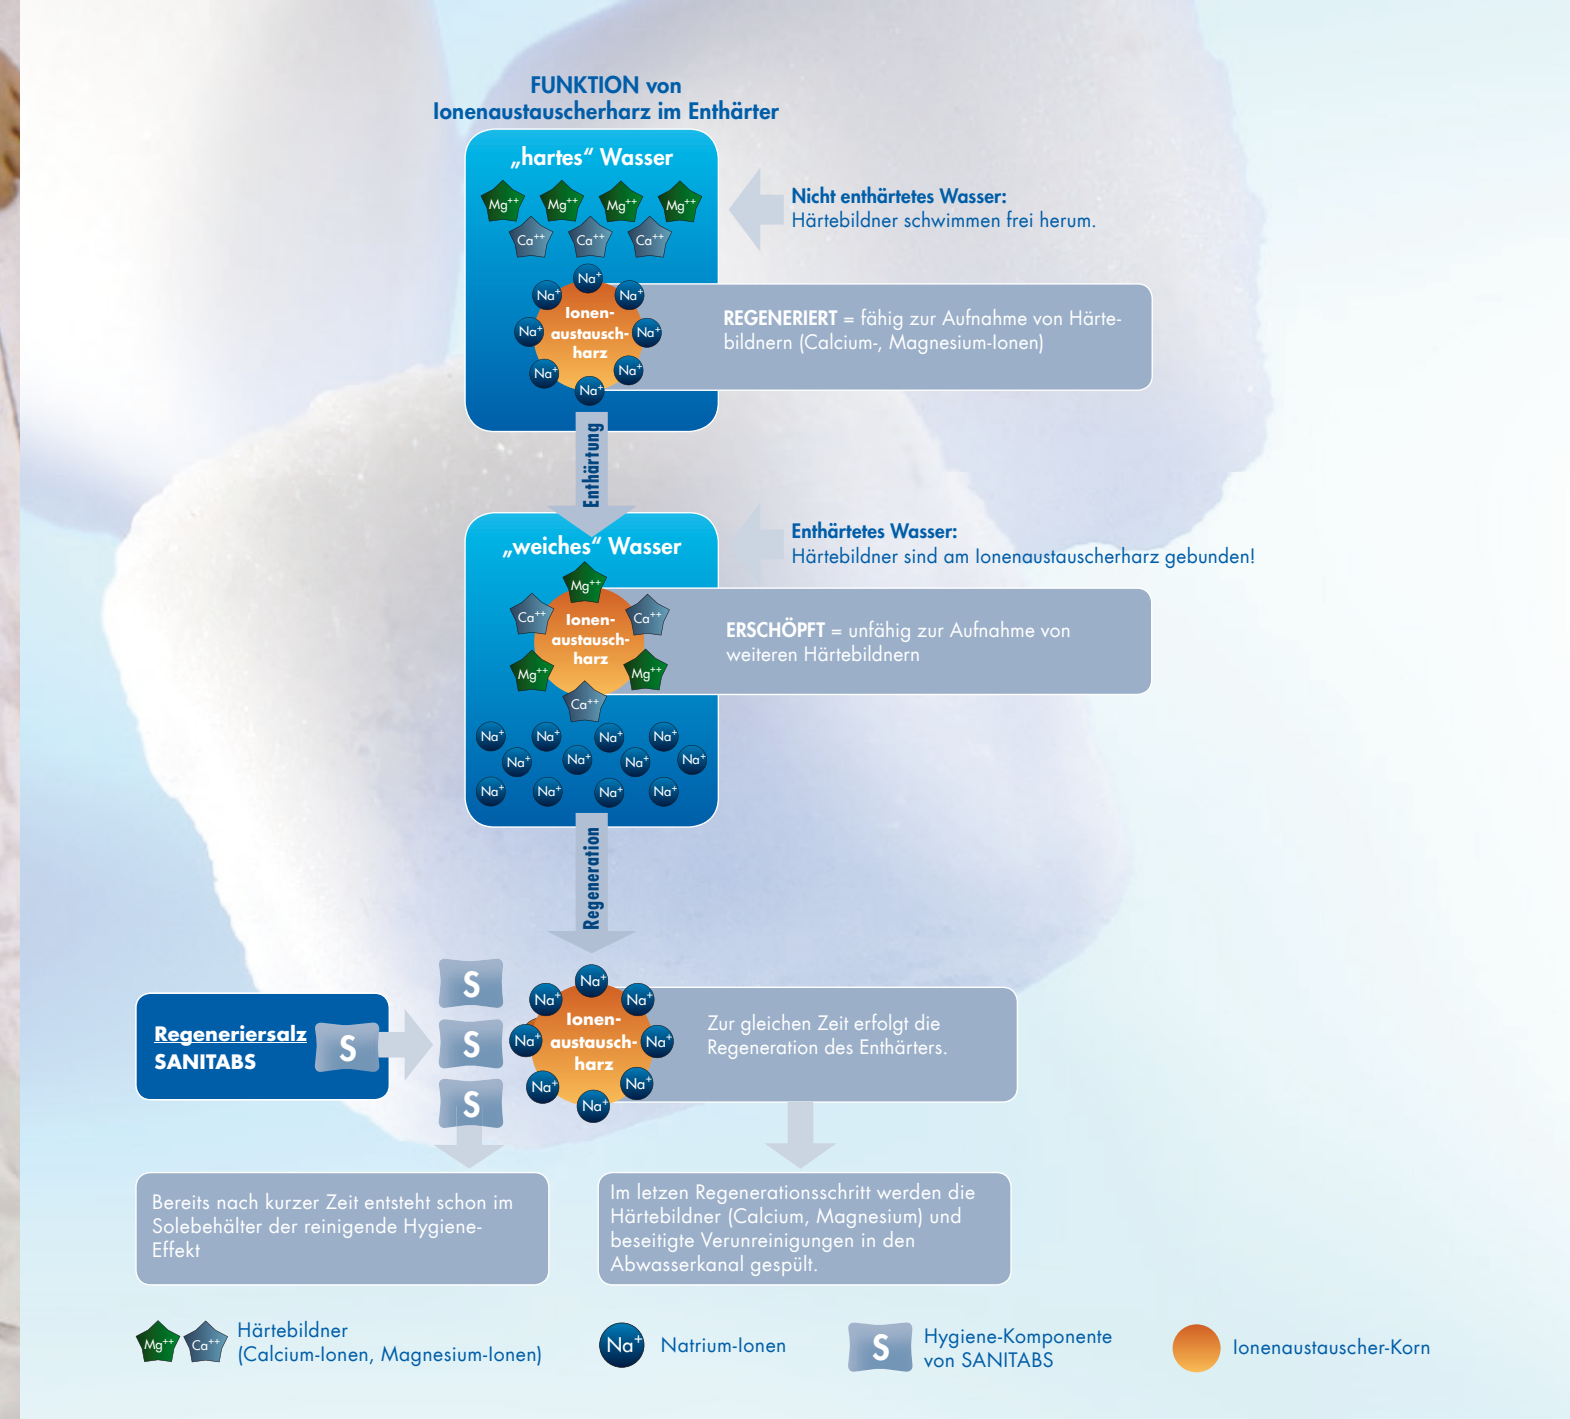 FUNKTION von
Ionenaustauscherharz im Enthärter
„hartes“ Wasser
Mg++ Mg++ Mg++ Mg++
Ca++ Ca++ Ca++
Nicht enthärtetes Wasser:
Härtebildner schwimmen frei herum.
Na+
Na+ Na+
Na+ Na+
Na+ Na+
Na+
Ionen-
austausch-
harz
REGENERIERT = fähig zur Aufnahme von Härte-
bildnern (Calcium-, Magnesium-Ionen)
Enthärtung
„weiches“ Wasser
Enthärtetes Wasser:
Härtebildner sind am Ionenaustauscherharz gebunden!
Mg++
Ca++ Ca++
Mg++ Mg++
Ca++
Ionen-
austausch-
harz
ERSCHÖPFT = unfähig zur Aufnahme von
weiteren Härtebildnern
Na+ Na+ Na+ Na+
Na+ Na+ Na+ Na+
Na+ Na+ Na+ Na+
Regeneration
Regeneriersalz
SANITABS
S
S
S
S
Na+
Na+ Na+
Na+ Na+
Na+ Na+
Na+
Ionen-
austausch-
harz
Zur gleichen Zeit erfolgt die
Regeneration des Enthärters.
Bereits nach kurzer Zeit entsteht schon im
Solebehälter der reinigende Hygiene-
Effekt
Im letzen Regenerationsschritt werden die
Härtebildner (Calcium, Magnesium) und
beseitigte Verunreinigungen in den
Abwasserkanal gespült.
Mg++ Ca++
Härtebildner
(Calcium-Ionen, Magnesium-Ionen)
Na+
Natrium-Ionen
S
Hygiene-Komponente
von SANITABS
Ionenaustauscher-Korn